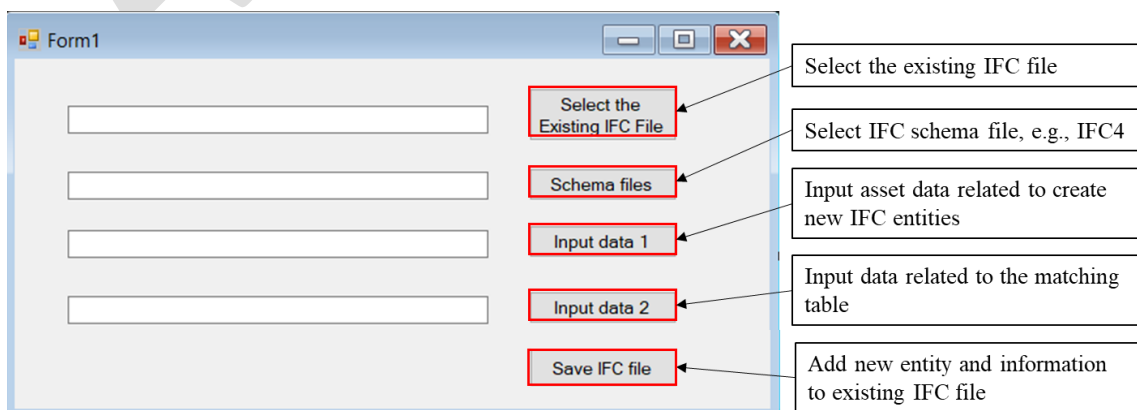 Form1
Select the
Existing IFC File
Select the existing IFC file
Schema files
Select IFC schema file, e.g., IFC4
Input data 1
Input asset data related to create
new IFC entities
Input data 2
Input data related to the matching
table
Save IFC file
Add new entity and information
to existing IFC file